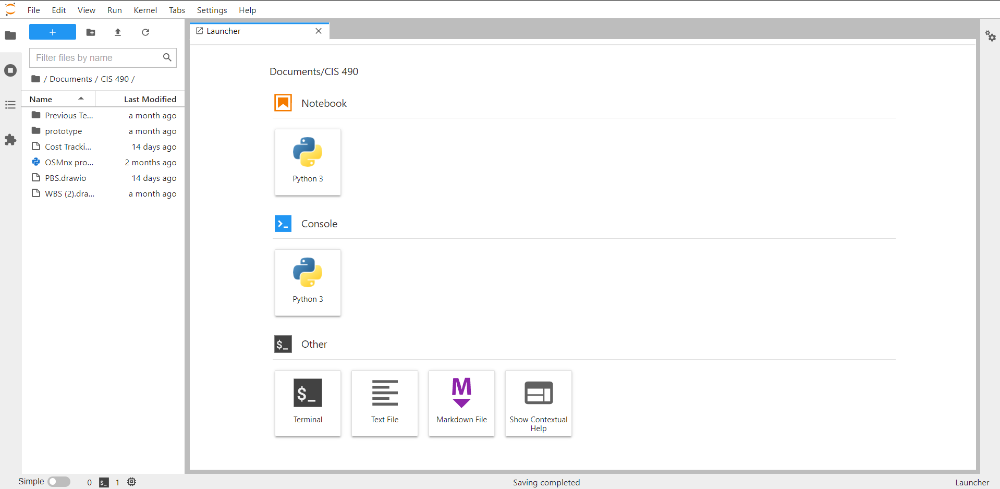 File Edit View Run Kernel Tabs Settings Help
+
Filter files by name
/ Documents / CIS 490 /
Name Last Modified
Previous Te... a month ago
prototype a month ago
Cost Tracki... 14 days ago
OSMnx pro... 2 months ago
PBS.drawio 14 days ago
WBS (2).dra... a month ago
Launcher
Documents/CIS 490
Notebook
Python 3
Console
Python 3
$_ Other
$_
Terminal
Text File
M
Markdown File
Show Contextual
Help
Simple 0 $_ 1 Saving completed Launcher